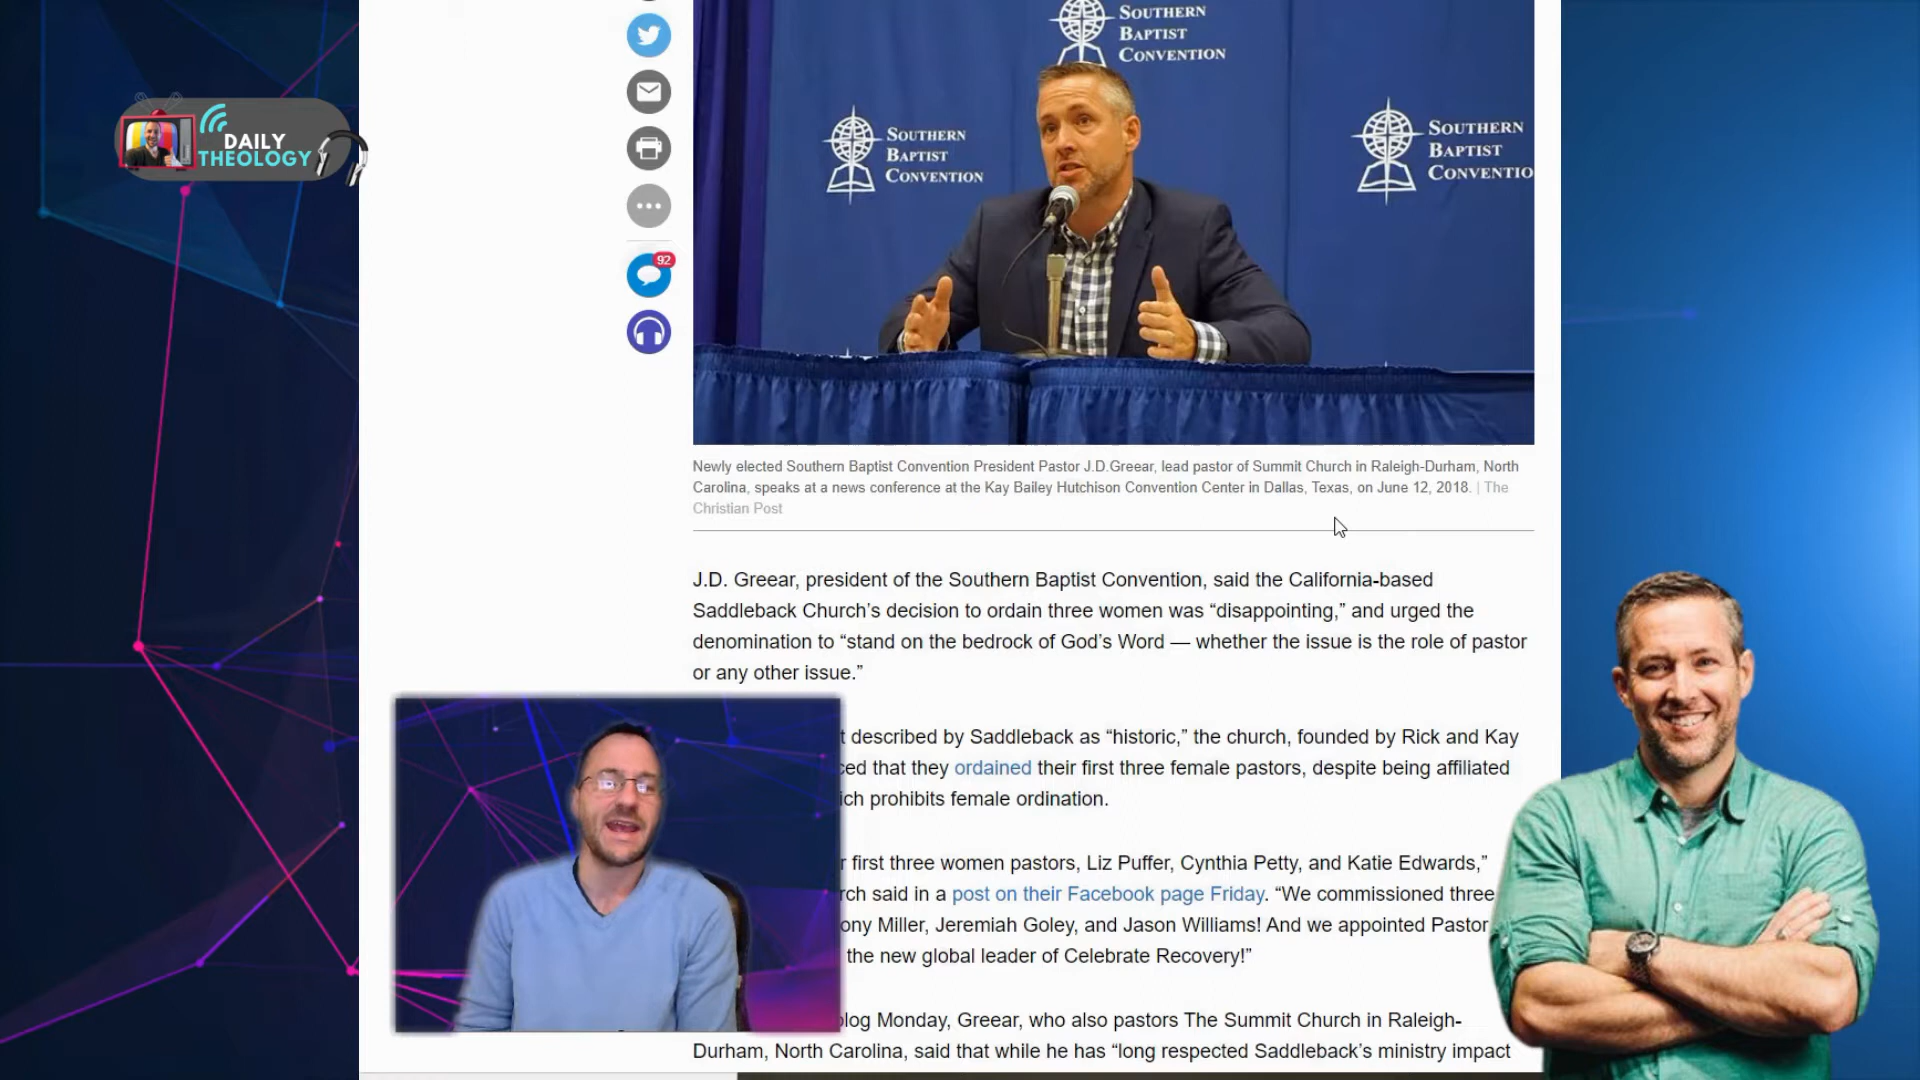 SOUTHERN
BAPTIST
CONVENTION
SOUTHERN
BAPTIST
CONVENTION
SOUTHERN
BAPTIST
CONVENTIO
DAILY
THEOLOGY
92
Newly elected Southern Baptist Convention President Pastor J.D.Greear, lead pastor of Summit Church in Raleigh-Durham, North
Carolina, speaks at a news conference at the Kay Bailey Hutchison Convention Center in Dallas, Texas, on June 12, 2018. | The
Christian Post
J.D. Greear, president of the Southern Baptist Convention, said the California-based
Saddleback Church’s decision to ordain three women was “disappointing,” and urged the
denomination to “stand on the bedrock of God’s Word — whether the issue is the role of pastor
or any other issue.”
t described by Saddleback as “historic,” the church, founded by Rick and Kay
ced that they ordained their first three female pastors, despite being affiliated
ich prohibits female ordination.
r first three women pastors, Liz Puffer, Cynthia Petty, and Katie Edwards,”
rch said in a post on their Facebook page Friday. “We commissioned three
ony Miller, Jeremiah Goley, and Jason Williams! And we appointed Pastor
the new global leader of Celebrate Recovery!”
log Monday, Greear, who also pastors The Summit Church in Raleigh-
Durham, North Carolina, said that while he has “long respected Saddleback’s ministry impact